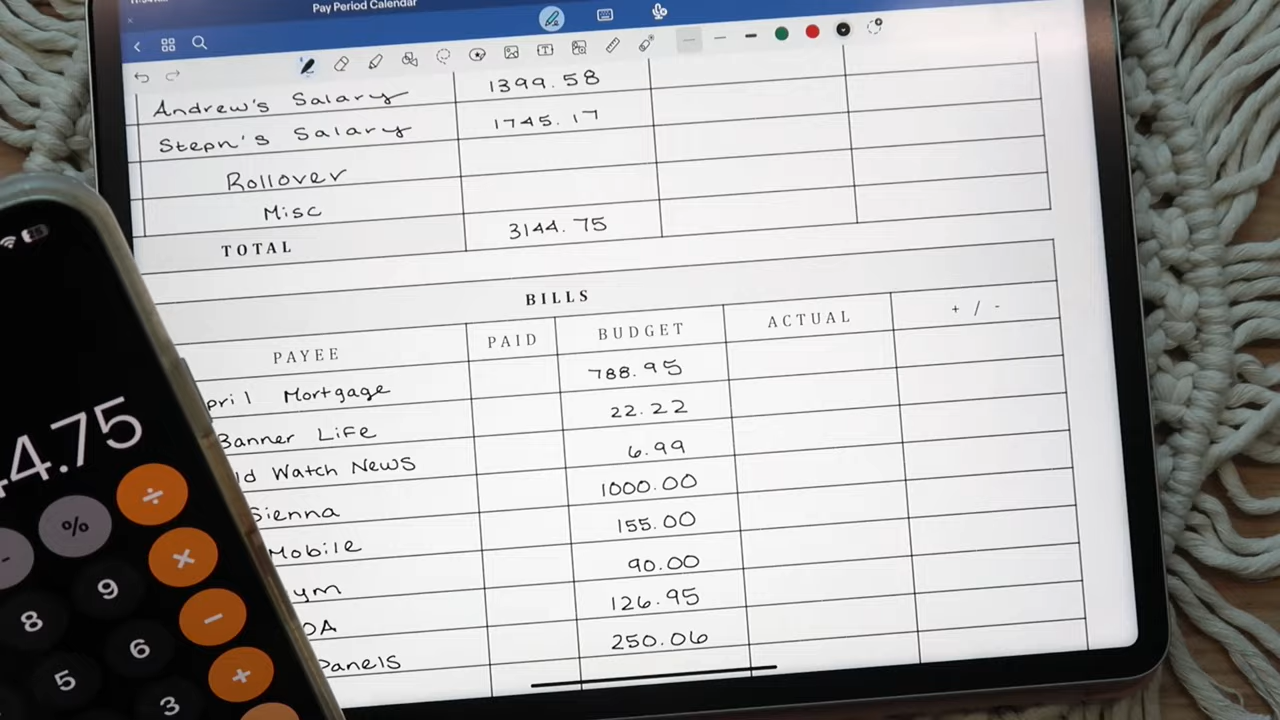 Pay Period Calendar
Andrew's Salary 1399.58
Steph's Salary 1745.17
Rollover
Misc
TOTAL 3144.75
BILLS
PAYEE PAID BUDGET ACTUAL + / -
pril Mortgage 788.95
Banner Life 22.22
ld Watch News 6.99
Sienna 1000.00
Mobile 155.00
ym 90.00
OA 126.95
Panels 250.06
25
4.75
÷
%
-
8 9 ×
5 6 −
3 +